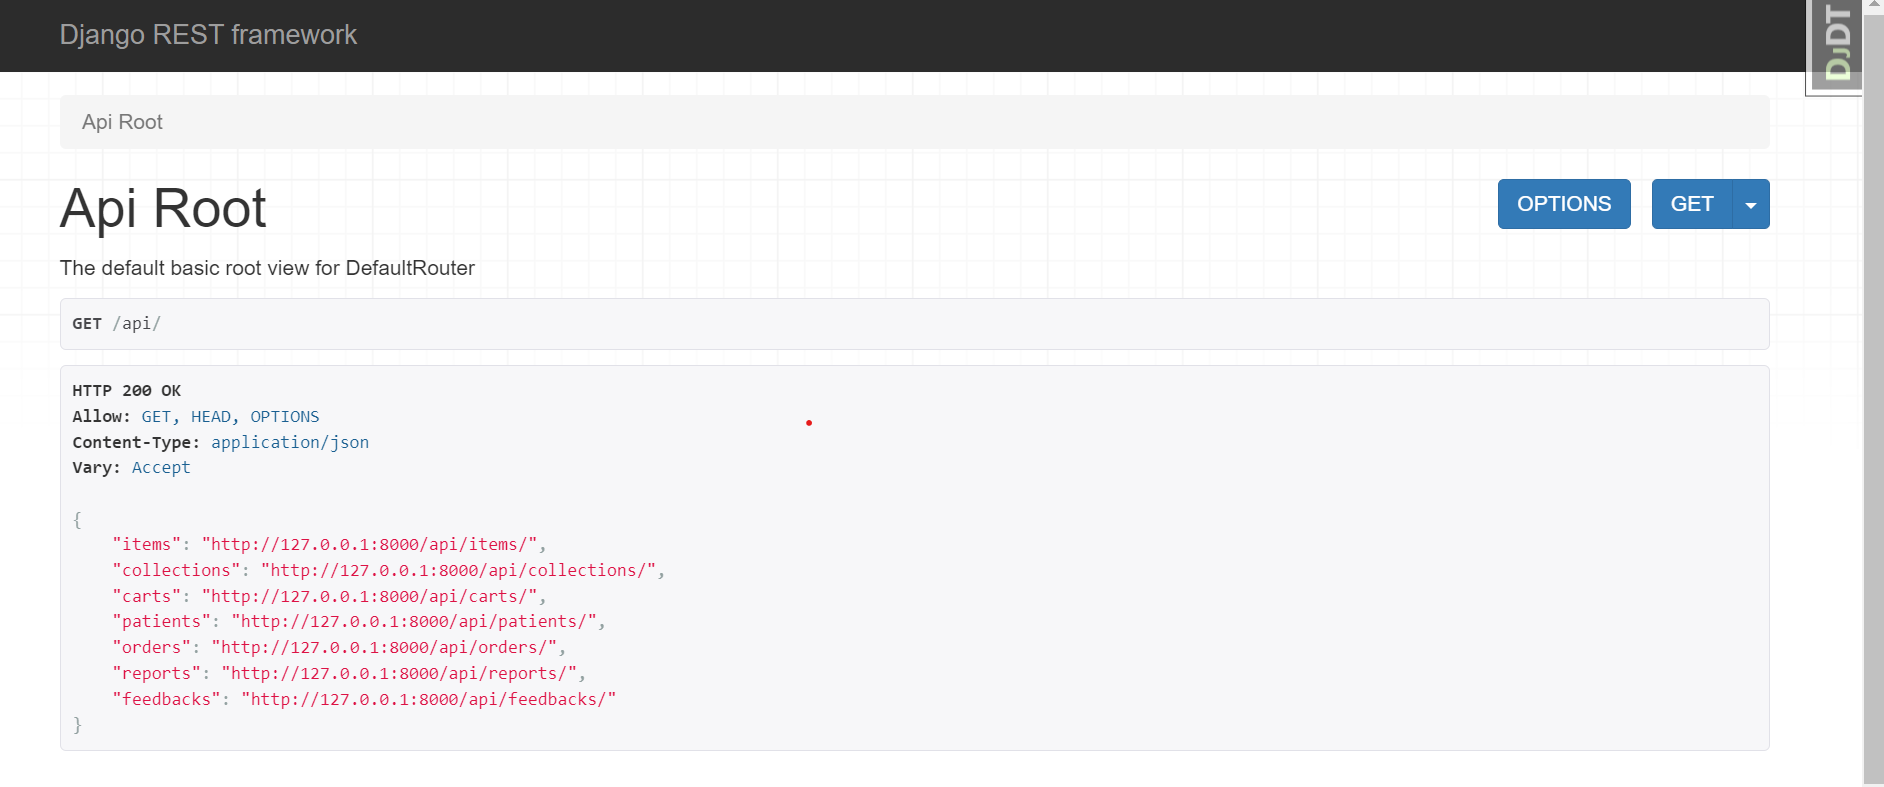 Django REST framework
DJDT
Api Root
Api Root
OPTIONS
GET
The default basic root view for DefaultRouter
GET /api/
HTTP 200 OK
Allow: GET, HEAD, OPTIONS
Content-Type: application/json
Vary: Accept
{
    "items": "http://127.0.0.1:8000/api/items/",
    "collections": "http://127.0.0.1:8000/api/collections/",
    "carts": "http://127.0.0.1:8000/api/carts/",
    "patients": "http://127.0.0.1:8000/api/patients/",
    "orders": "http://127.0.0.1:8000/api/orders/",
    "reports": "http://127.0.0.1:8000/api/reports/",
    "feedbacks": "http://127.0.0.1:8000/api/feedbacks/"
}